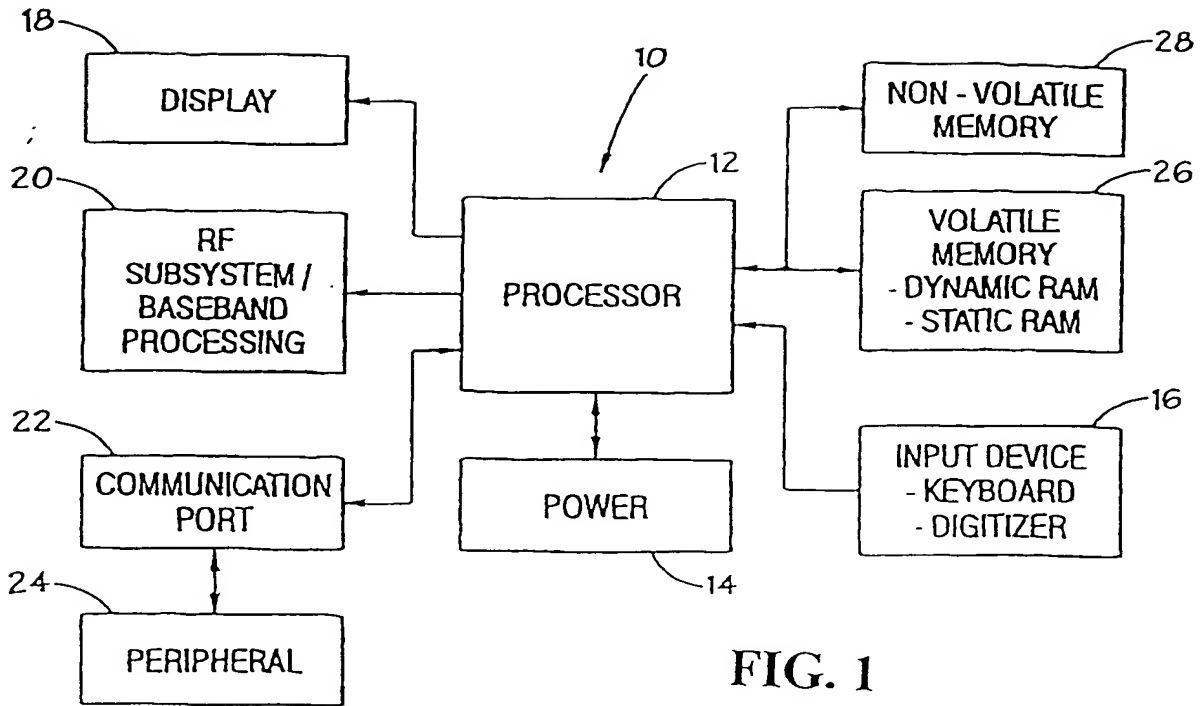 18
DISPLAY
20
RF
SUBSYSTEM /
BASEBAND
PROCESSING
22
COMMUNICATION
PORT
24
PERIPHERAL
10
12
PROCESSOR
POWER
14
28
NON - VOLATILE
MEMORY
26
VOLATILE
MEMORY
- DYNAMIC RAM
- STATIC RAM
16
INPUT DEVICE
- KEYBOARD
- DIGITIZER
FIG. 1